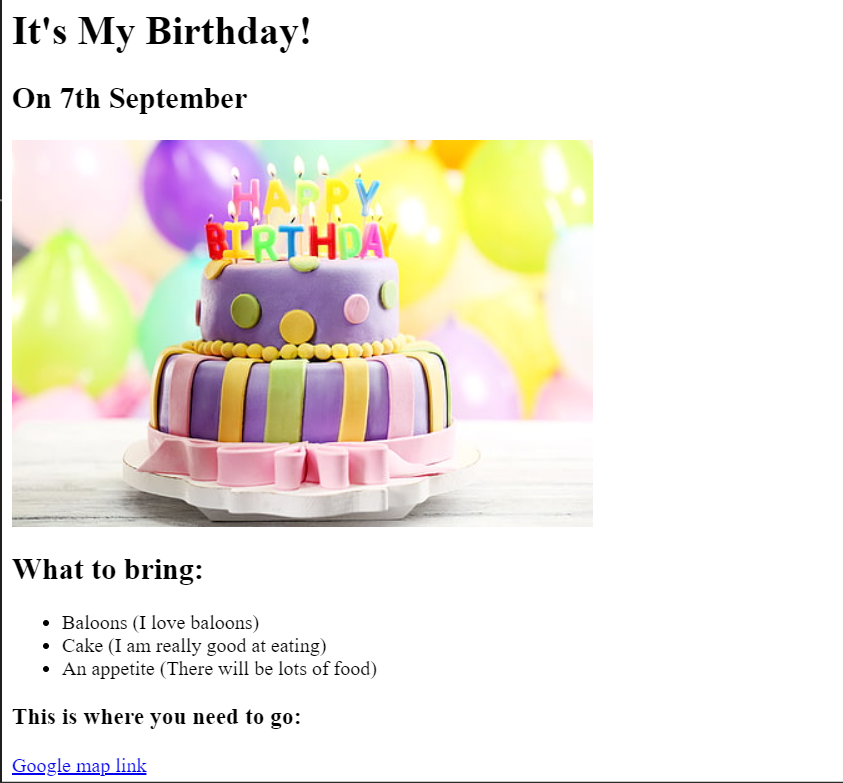 It's My Birthday!
On 7th September
HAPPY
BIRTHDAY
What to bring:
Baloons (I love baloons)
Cake (I am really good at eating)
An appetite (There will be lots of food)
This is where you need to go:
Google map link